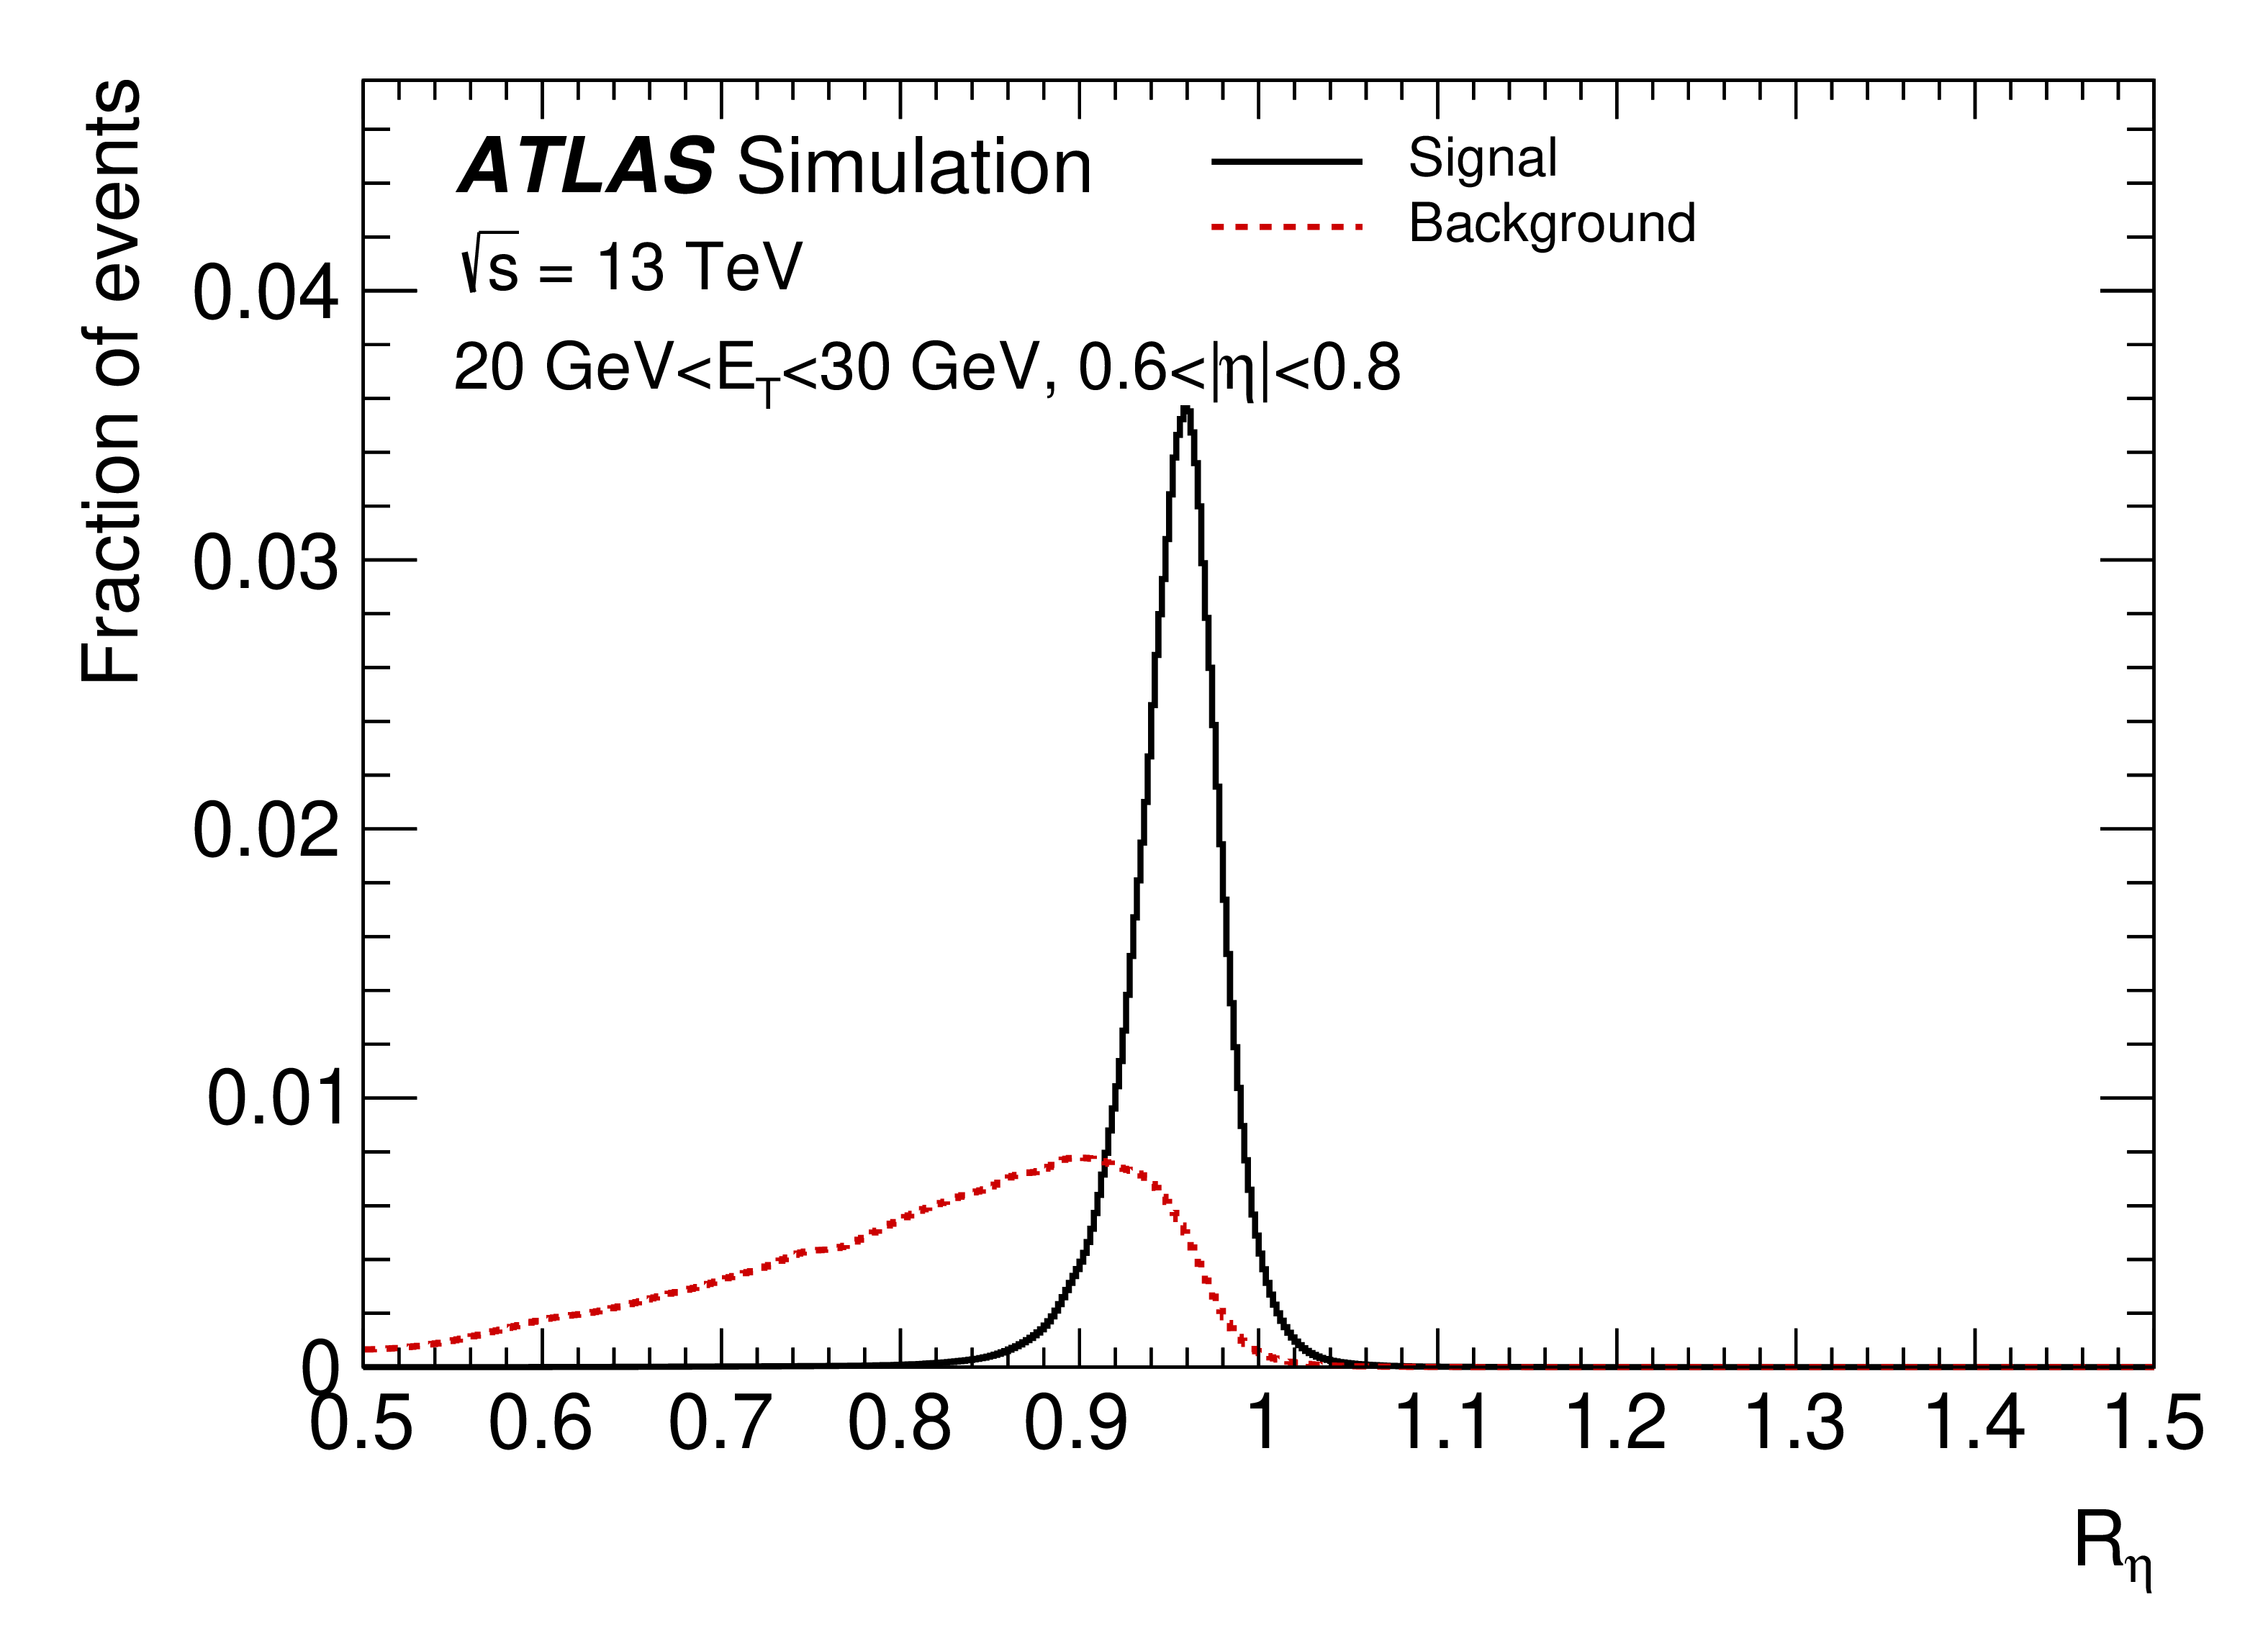 Fraction of events
ATLAS Simulation
√s = 13 TeV
20 GeV<E_T<30 GeV, 0.6<|η|<0.8
Signal
Background
0.04
0.03
0.02
0.01
0
0.5 0.6 0.7 0.8 0.9 1 1.1 1.2 1.3 1.4 1.5
R_η